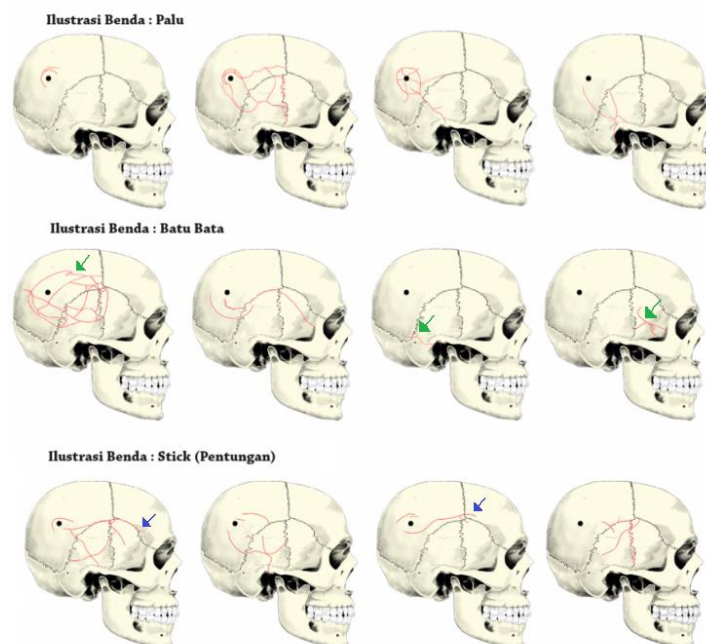 Ilustrasi Benda : Palu
Ilustrasi Benda : Batu Bata
Ilustrasi Benda : Stick (Pentungan)